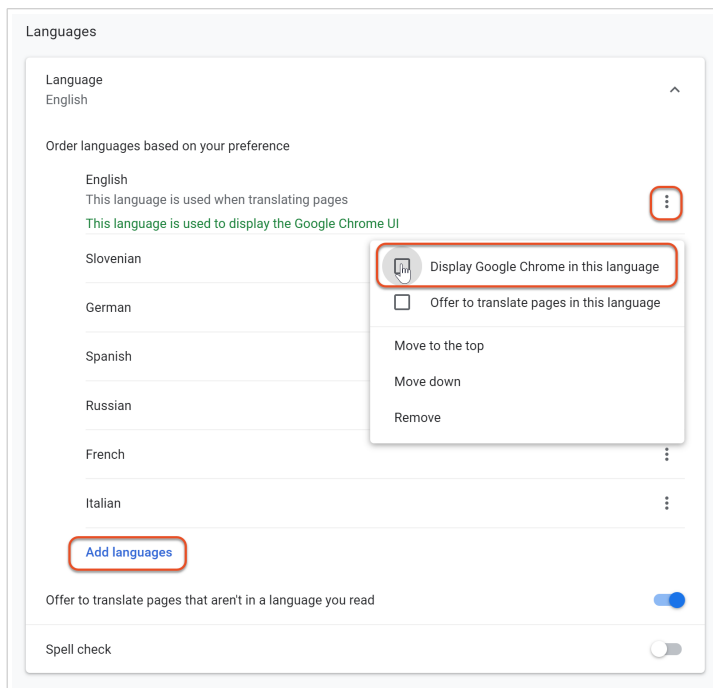 Languages
Language
English
Order languages based on your preference
English
This language is used when translating pages
This language is used to display the Google Chrome UI
Slovenian
Display Google Chrome in this language
Offer to translate pages in this language
German
Spanish
Move to the top
Move down
Russian
Remove
French
Italian
Add languages
Offer to translate pages that aren't in a language you read
Spell check